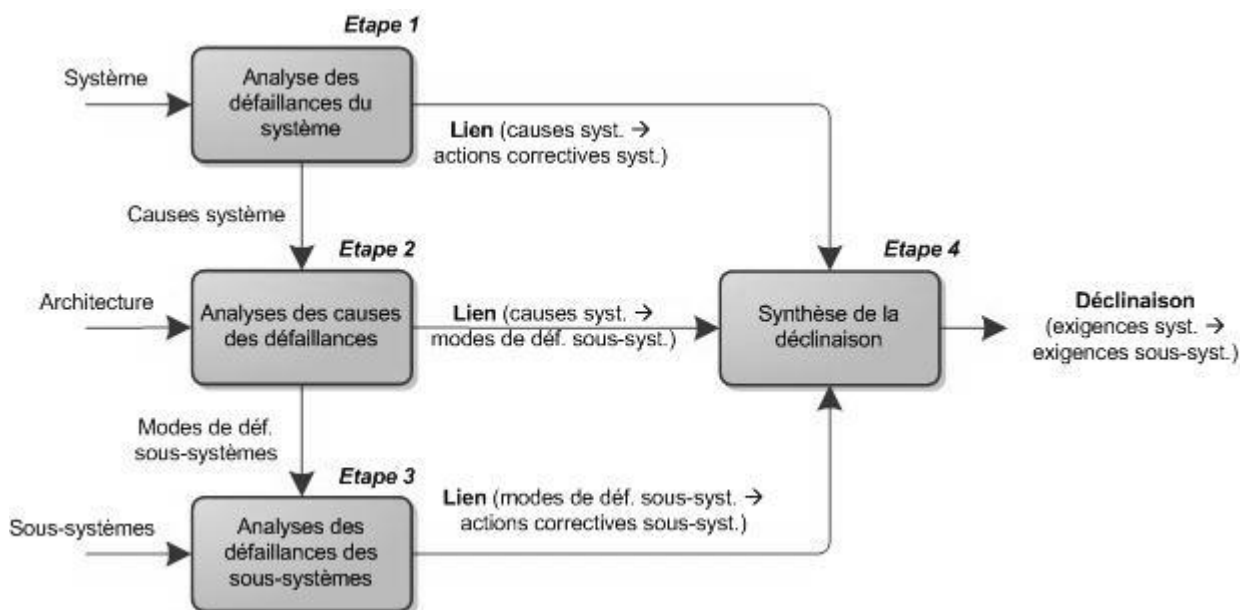 Etape 1
Système
Analyse des
défaillances du
système
Lien (causes syst. →
actions correctives syst.)
Causes système
Etape 2
Etape 4
Architecture
Analyses des causes
des défaillances
Lien (causes syst. →
modes de déf. sous-syst.)
Synthèse de la
déclinaison
Déclinaison
(exigences syst. →
exigences sous-syst.)
Modes de déf.
sous-systèmes
Etape 3
Sous-systèmes
Analyses des
défaillances des
sous-systèmes
Lien (modes de déf. sous-syst. →
actions correctives sous-syst.)